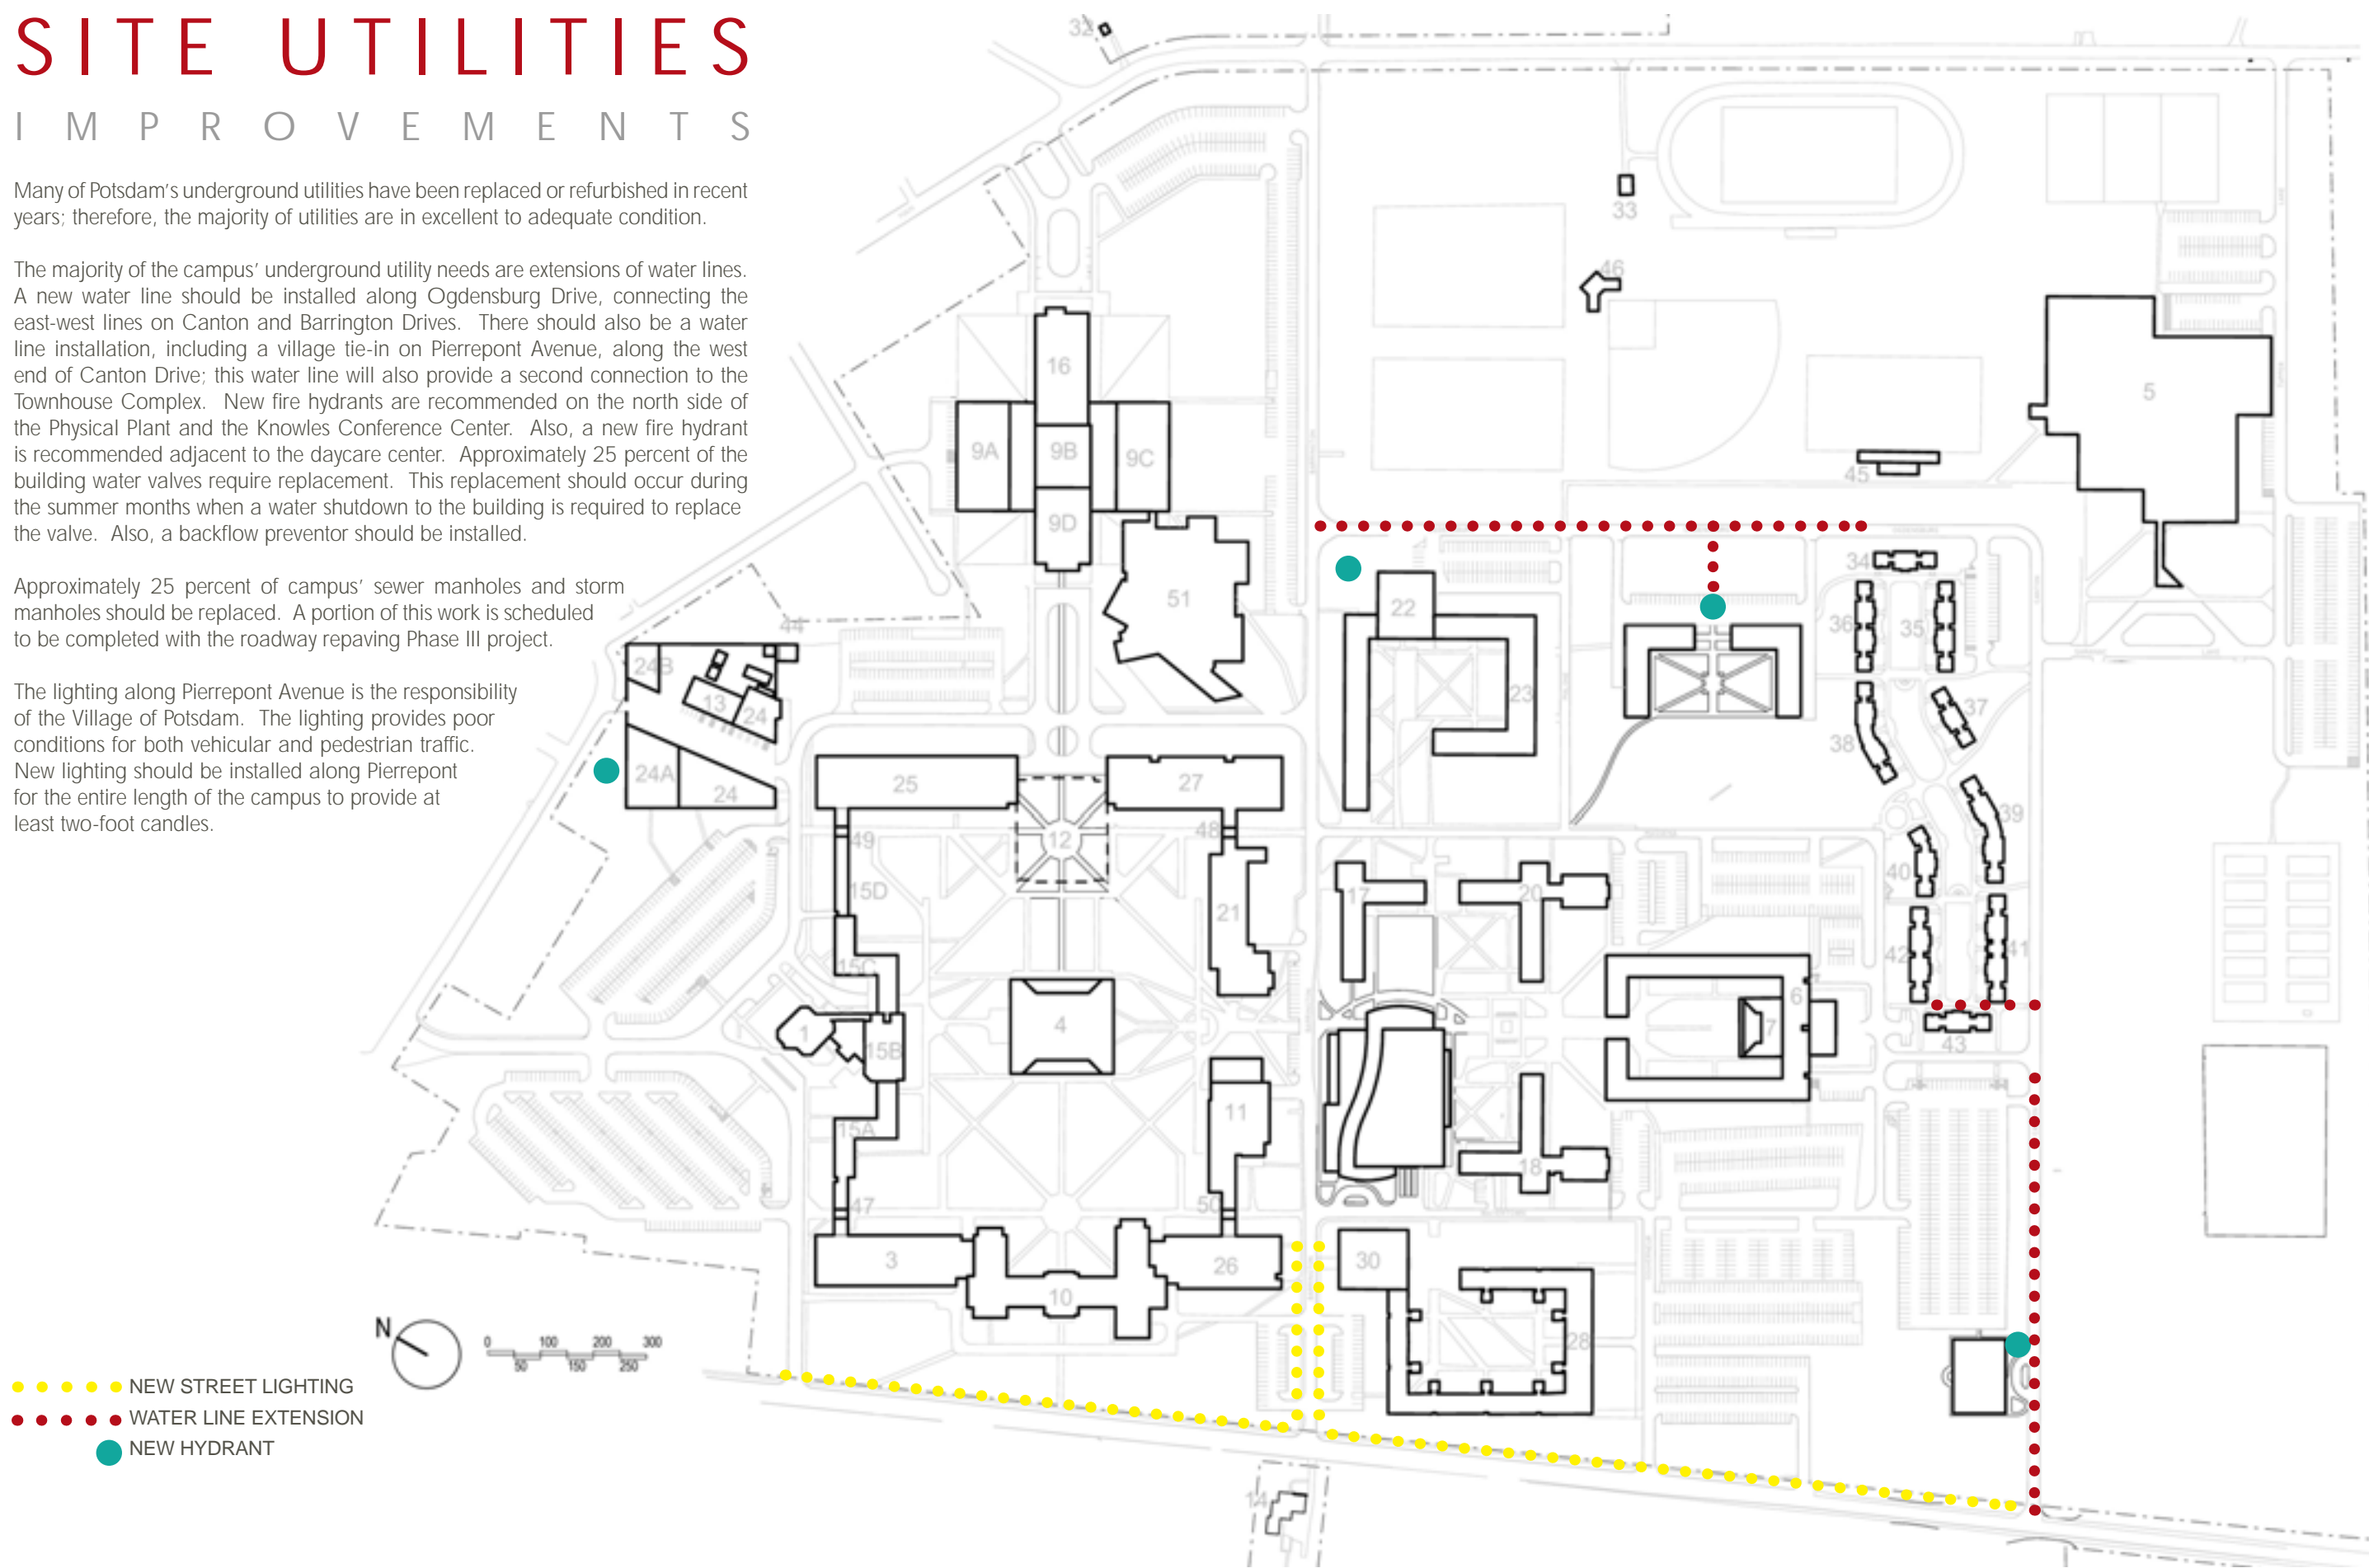 SITE UTILITIES
IMPROVEMENTS
Many of Potsdam's underground utilities have been replaced or refurbished in recent
years; therefore, the majority of utilities are in excellent to adequate condition.
The majority of the campus' underground utility needs are extensions of water lines.
A new water line should be installed along Ogdensburg Drive, connecting the
east-west lines on Canton and Barrington Drives. There should also be a water
line installation, including a village tie-in on Pierrepont Avenue, along the west
end of Canton Drive; this water line will also provide a second connection to the
Townhouse Complex. New fire hydrants are recommended on the north side of
the Physical Plant and the Knowles Conference Center. Also, a new fire hydrant
is recommended adjacent to the daycare center. Approximately 25 percent of the
building water valves require replacement. This replacement should occur during
the summer months when a water shutdown to the building is required to replace
the valve. Also, a backflow preventor should be installed.
Approximately 25 percent of campus' sewer manholes and storm
manholes should be replaced. A portion of this work is scheduled
to be completed with the roadway repaving Phase III project.
The lighting along Pierrepont Avenue is the responsibility
of the Village of Potsdam. The lighting provides poor
conditions for both vehicular and pedestrian traffic.
New lighting should be installed along Pierrepont
for the entire length of the campus to provide at
least two-foot candles.
32
33
46
16
5
9A
9B
9C
45
9D
34
51
22
44
36
35
24B
23
13
24
37
38
24A
24
25
27
39
12
48
49
40
15D
17
20
21
42
41
15C
6
7
4
1
15B
43
11
15A
18
47
50
3
26
30
10
28
N
0 100 200 300
50 150 250
NEW STREET LIGHTING
WATER LINE EXTENSION
NEW HYDRANT
14